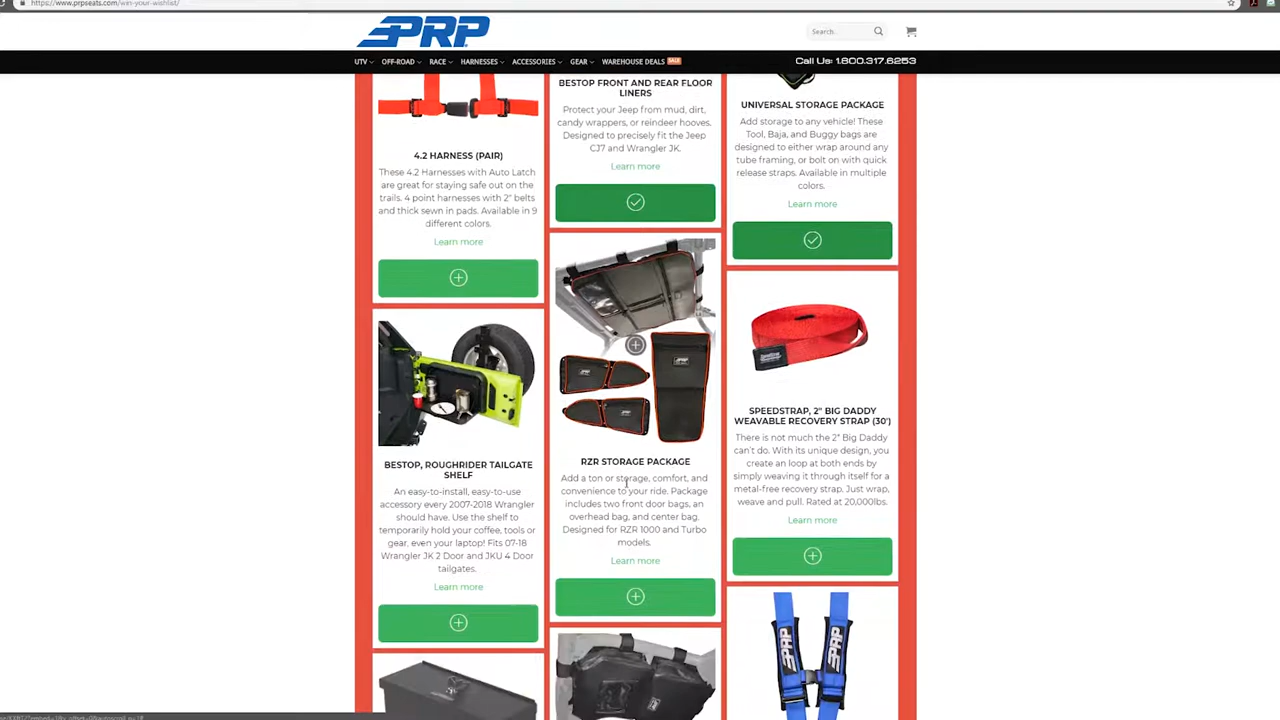 https://www.prpseats.com/win-your-wishlist/
PRP
Search..
UTV OFF-ROAD RACE HARNESSES ACCESSORIES GEAR WAREHOUSE DEALS SALE
Call Us: 1.800.317.6253
4.2 HARNESS (PAIR)
These 4.2 Harnesses with Auto Latch
are great for staying safe out on the
trails. 4 point harnesses with 2" belts
and thick sewn in pads. Available in 9
different colors.
Learn more
BESTOP, ROUGHRIDER TAILGATE
SHELF
An easy-to-install, easy-to-use
accessory every 2007-2018 Wrangler
should have. Use the shelf to
temporarily hold your coffee, tools or
gear, even your laptop! Fits 07-18
Wrangler JK 2 Door and JKU 4 Door
tailgates.
Learn more
BESTOP FRONT AND REAR FLOOR
LINERS
Protect your Jeep from mud, dirt,
candy wrappers, or reindeer hooves.
Designed to precisely fit the Jeep
CJ7 and Wrangler JK.
Learn more
PRP
RZR STORAGE PACKAGE
Add a ton or storage, comfort, and
convenience to your ride. Package
includes two front door bags, an
overhead bag, and center bag.
Designed for RZR 1000 and Turbo
models.
Learn more
UNIVERSAL STORAGE PACKAGE
Add storage to any vehicle! These
Tool, Baja, and Buggy bags are
designed to either wrap around any
tube framing, or bolt on with quick
release straps. Available in multiple
colors.
Learn more
SPEEDSTRAP, 2" BIG DADDY
WEAVABLE RECOVERY STRAP (30')
There is not much the 2" Big Daddy
can't do. With its unique design, you
create an loop at both ends by
simply weaving it through itself for a
metal-free recovery strap. Just wrap,
weave and pull. Rated at 20,000lbs.
Learn more
PRP PRP